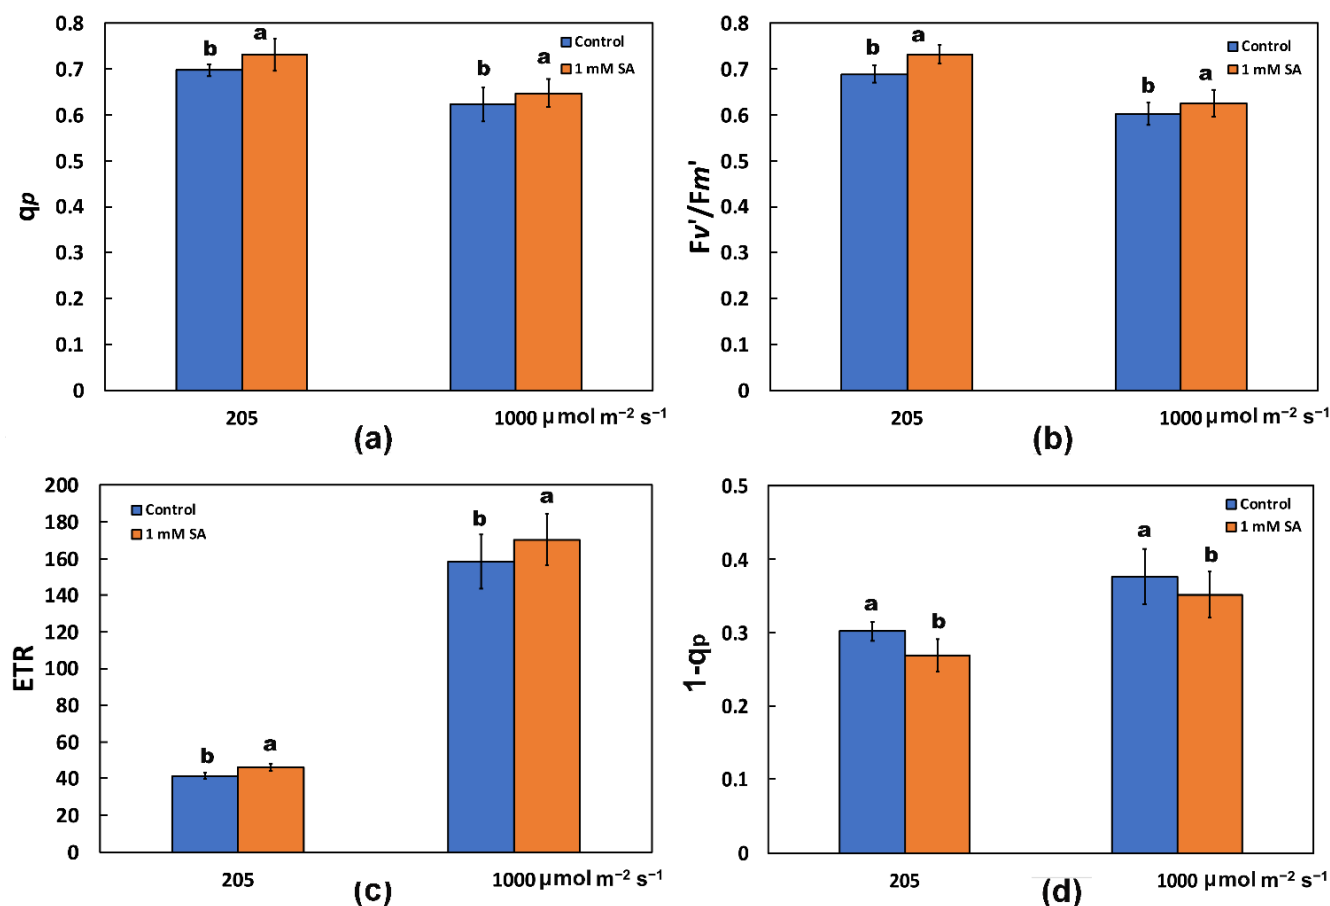 0.8
0.7
0.6
0.5
0.4
0.3
0.2
0.1
0
qp
b
a
b
a
Control
1 mM SA
205
1000 μmol m⁻² s⁻¹
(a)
0.8
0.7
0.6
0.5
0.4
0.3
0.2
0.1
0
Fv'/Fm'
b
a
b
a
Control
1 mM SA
205
1000 μmol m⁻² s⁻¹
(b)
200
180
160
140
120
100
80
60
40
20
0
ETR
Control
1 mM SA
b
a
b
a
205
1000 μmol m⁻² s⁻¹
(c)
0.5
0.4
0.3
0.2
0.1
0
1-qp
a
b
a
b
Control
1 mM SA
205
1000 μmol m⁻² s⁻¹
(d)